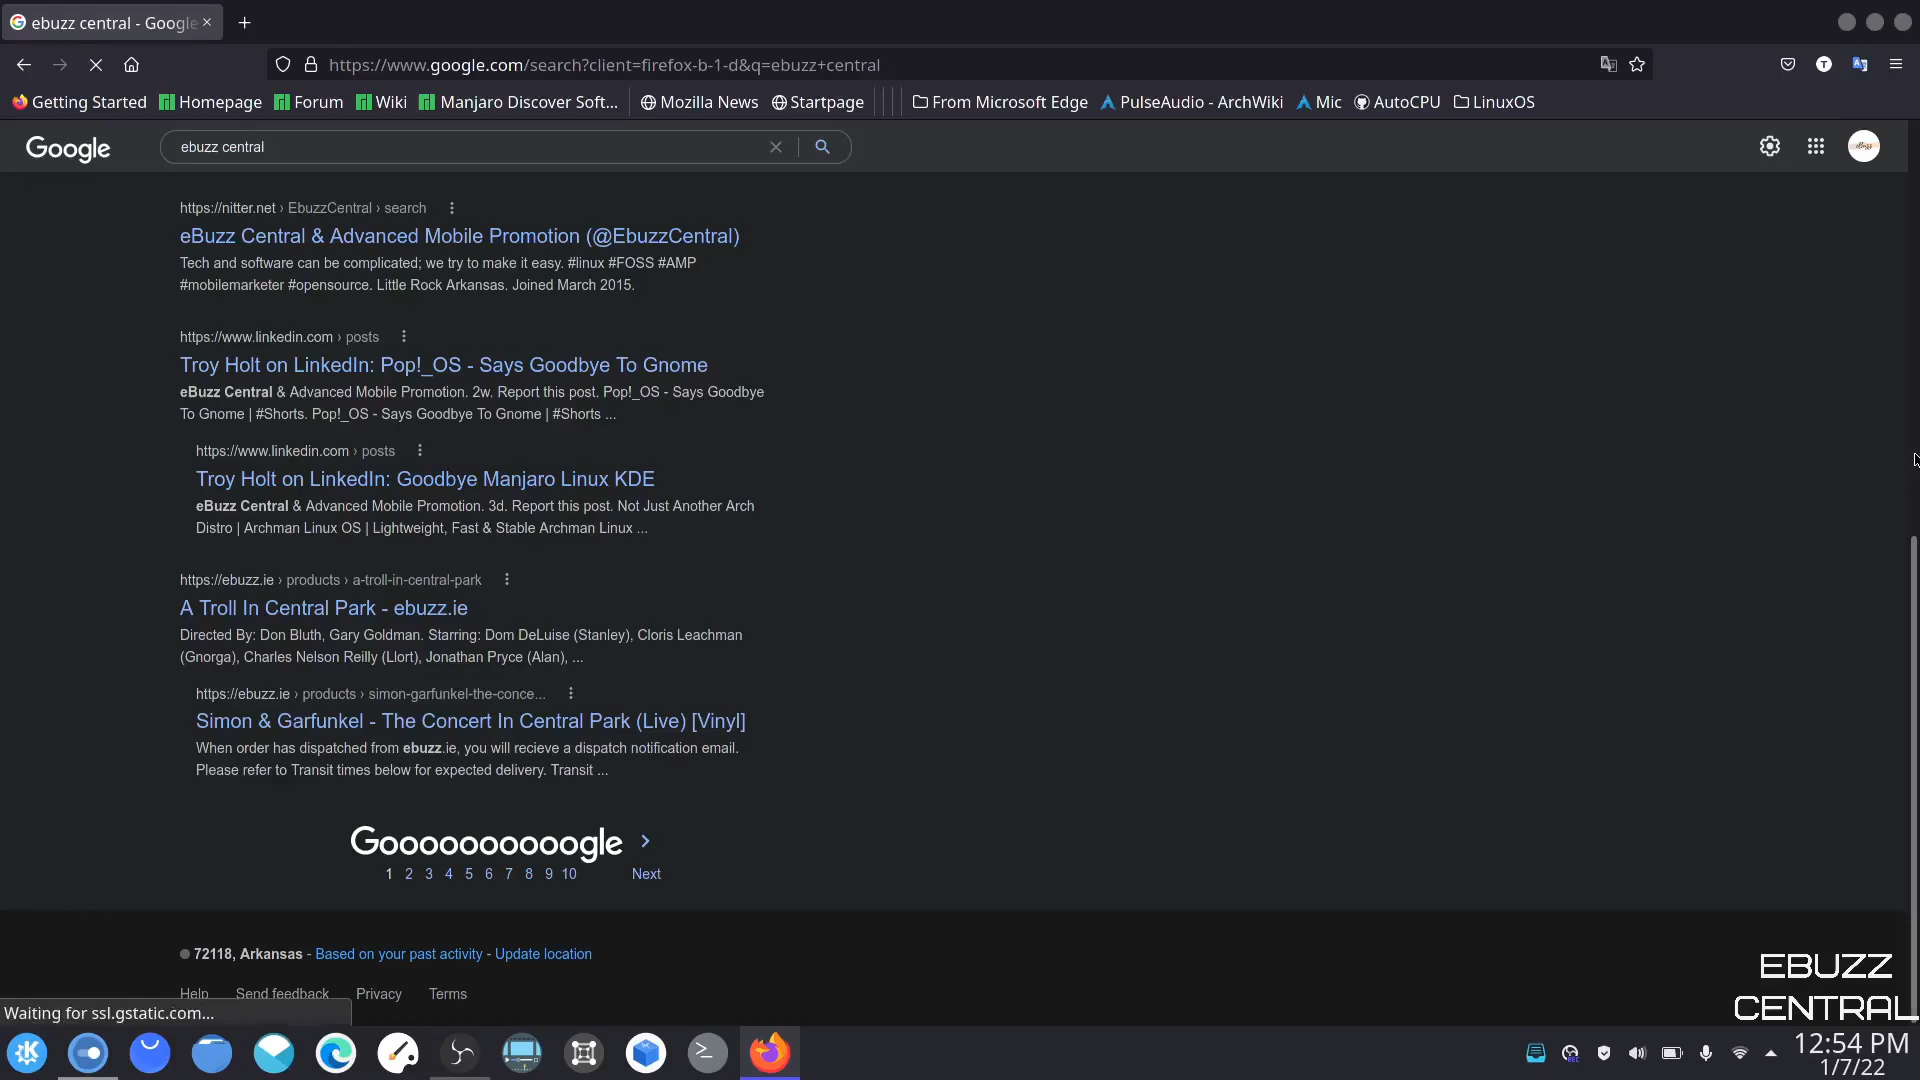 ebuzz central - Google
https://www.google.com/search?client=firefox-b-1-d&q=ebuzz+central
Getting Started Homepage Forum Wiki Manjaro Discover Soft... Mozilla News Startpage From Microsoft Edge PulseAudio - ArchWiki Mic AutoCPU LinuxOS
Google ebuzz central eBuzz
https://nitter.net › EbuzzCentral › search
eBuzz Central & Advanced Mobile Promotion (@EbuzzCentral)
Tech and software can be complicated; we try to make it easy. #linux #FOSS #AMP
#mobilemarketer #opensource. Little Rock Arkansas. Joined March 2015.
https://www.linkedin.com › posts
Troy Holt on LinkedIn: Pop!_OS - Says Goodbye To Gnome
eBuzz Central & Advanced Mobile Promotion. 2w. Report this post. Pop!_OS - Says Goodbye
To Gnome | #Shorts. Pop!_OS - Says Goodbye To Gnome | #Shorts ...
https://www.linkedin.com › posts
Troy Holt on LinkedIn: Goodbye Manjaro Linux KDE
eBuzz Central & Advanced Mobile Promotion. 3d. Report this post. Not Just Another Arch
Distro | Archman Linux OS | Lightweight, Fast & Stable Archman Linux ...
https://ebuzz.ie › products › a-troll-in-central-park
A Troll In Central Park - ebuzz.ie
Directed By: Don Bluth, Gary Goldman. Starring: Dom DeLuise (Stanley), Cloris Leachman
(Gnorga), Charles Nelson Reilly (Llort), Jonathan Pryce (Alan), ...
https://ebuzz.ie › products › simon-garfunkel-the-conce...
Simon & Garfunkel - The Concert In Central Park (Live) [Vinyl]
When order has dispatched from ebuzz.ie, you will recieve a dispatch notification email.
Please refer to Transit times below for expected delivery. Transit ...
Goooooooooogle
1 2 3 4 5 6 7 8 9 10 Next
72118, Arkansas - Based on your past activity - Update location
Help Send feedback Privacy Terms
EBUZZ
CENTRAL
Waiting for ssl.gstatic.com...
12:54 PM
1/7/22